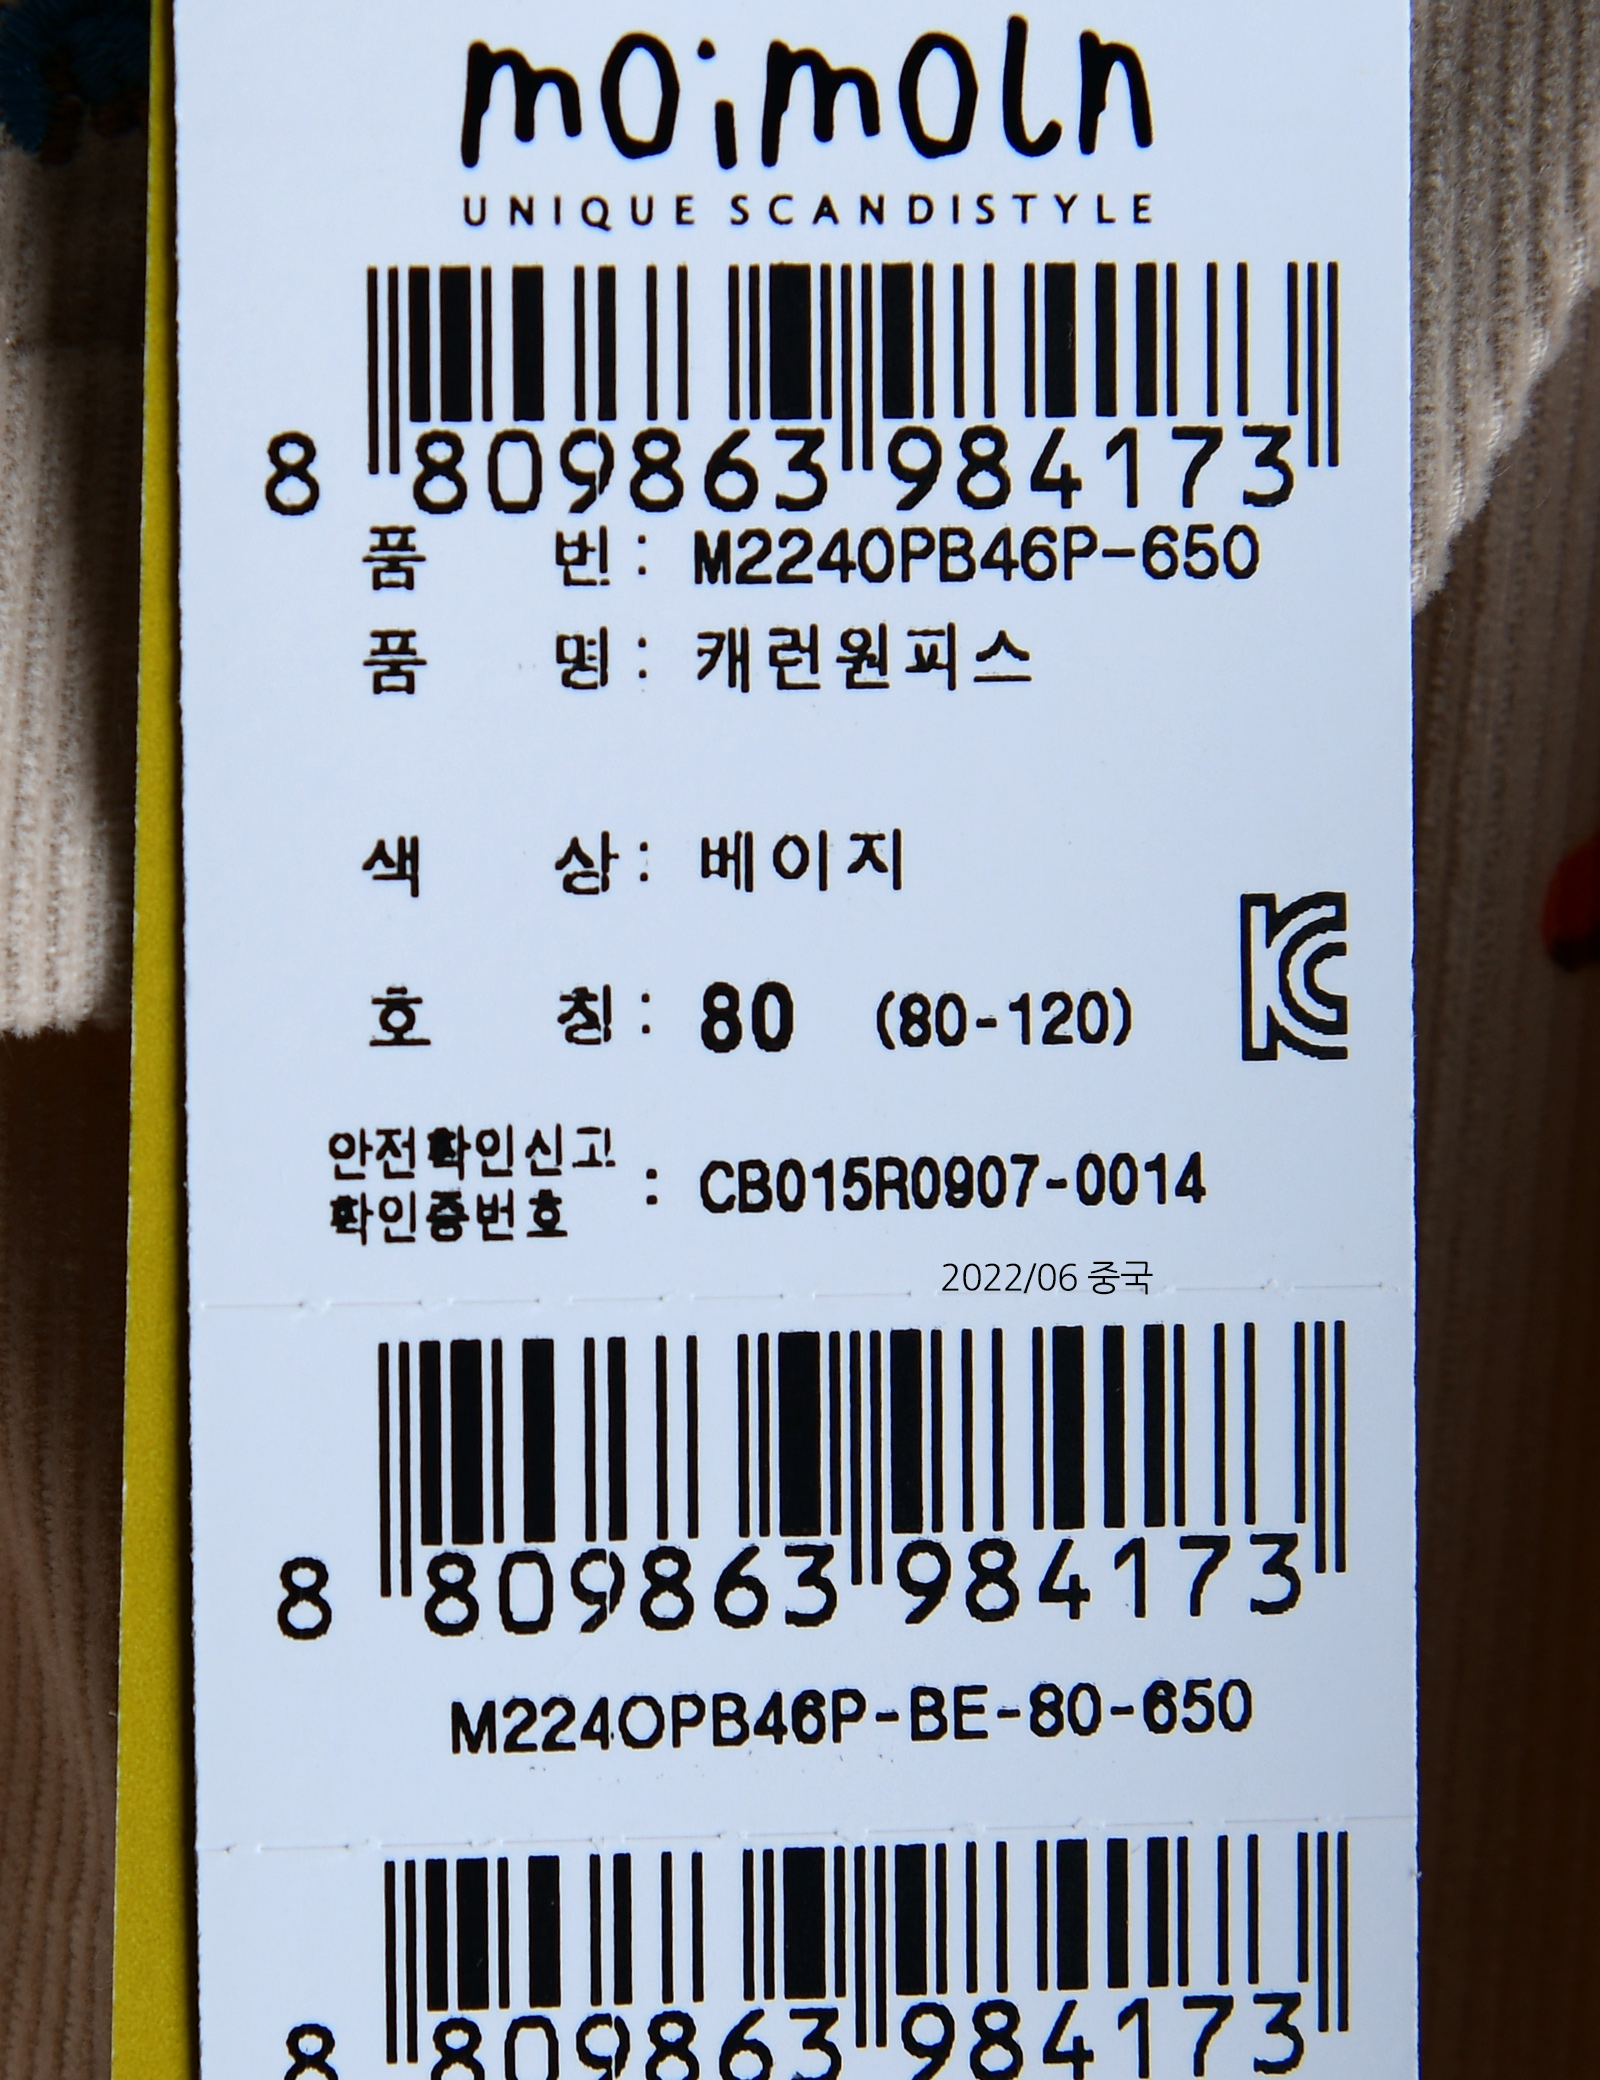 moimoln
UNIQUE SCANDISTYLE
8 809863 984173
품 번 : M2240PB46P-650
품 명 : 캐런원피스
색 상 : 베이지
호 칭 : 80 (80-120)
안전확인신고
확인증번호 : CB015R0907-0014
2022/06 중국
8 809863 984173
M2240PB46P-BE-80-650
8 809863 984173